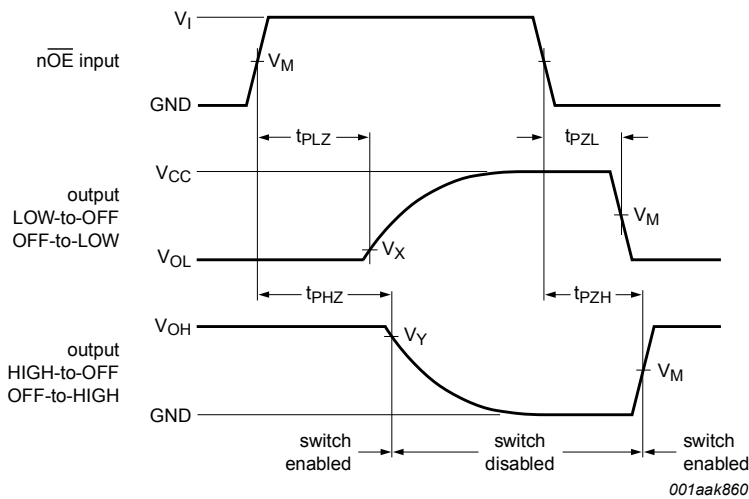 V_I
nOE input
V_M
GND
t_PLZ
t_PZL
V_CC
output
LOW-to-OFF
OFF-to-LOW
V_M
V_OL
V_X
t_PHZ
t_PZH
V_OH
V_Y
output
HIGH-to-OFF
OFF-to-HIGH
V_M
GND
switch
enabled
switch
disabled
switch
enabled
001aak860